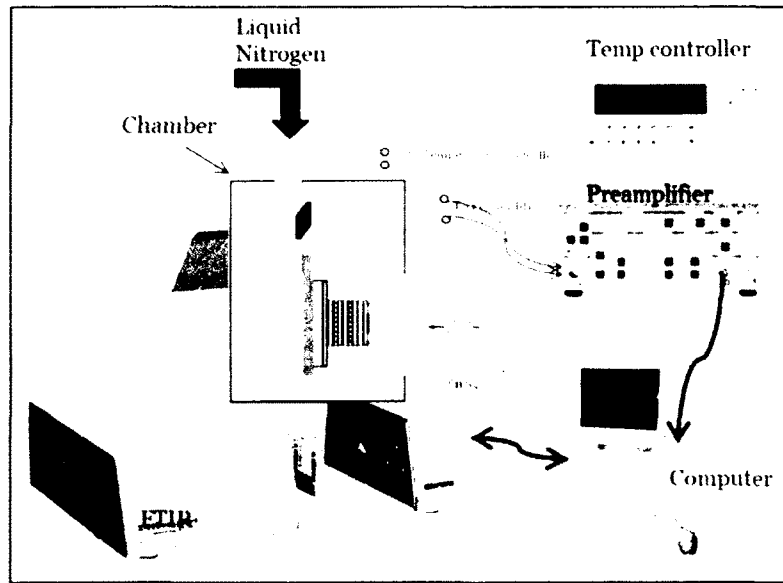 Liquid
Nitrogen
Temp controller
Chamber
Preamplifier
Computer
FTIR